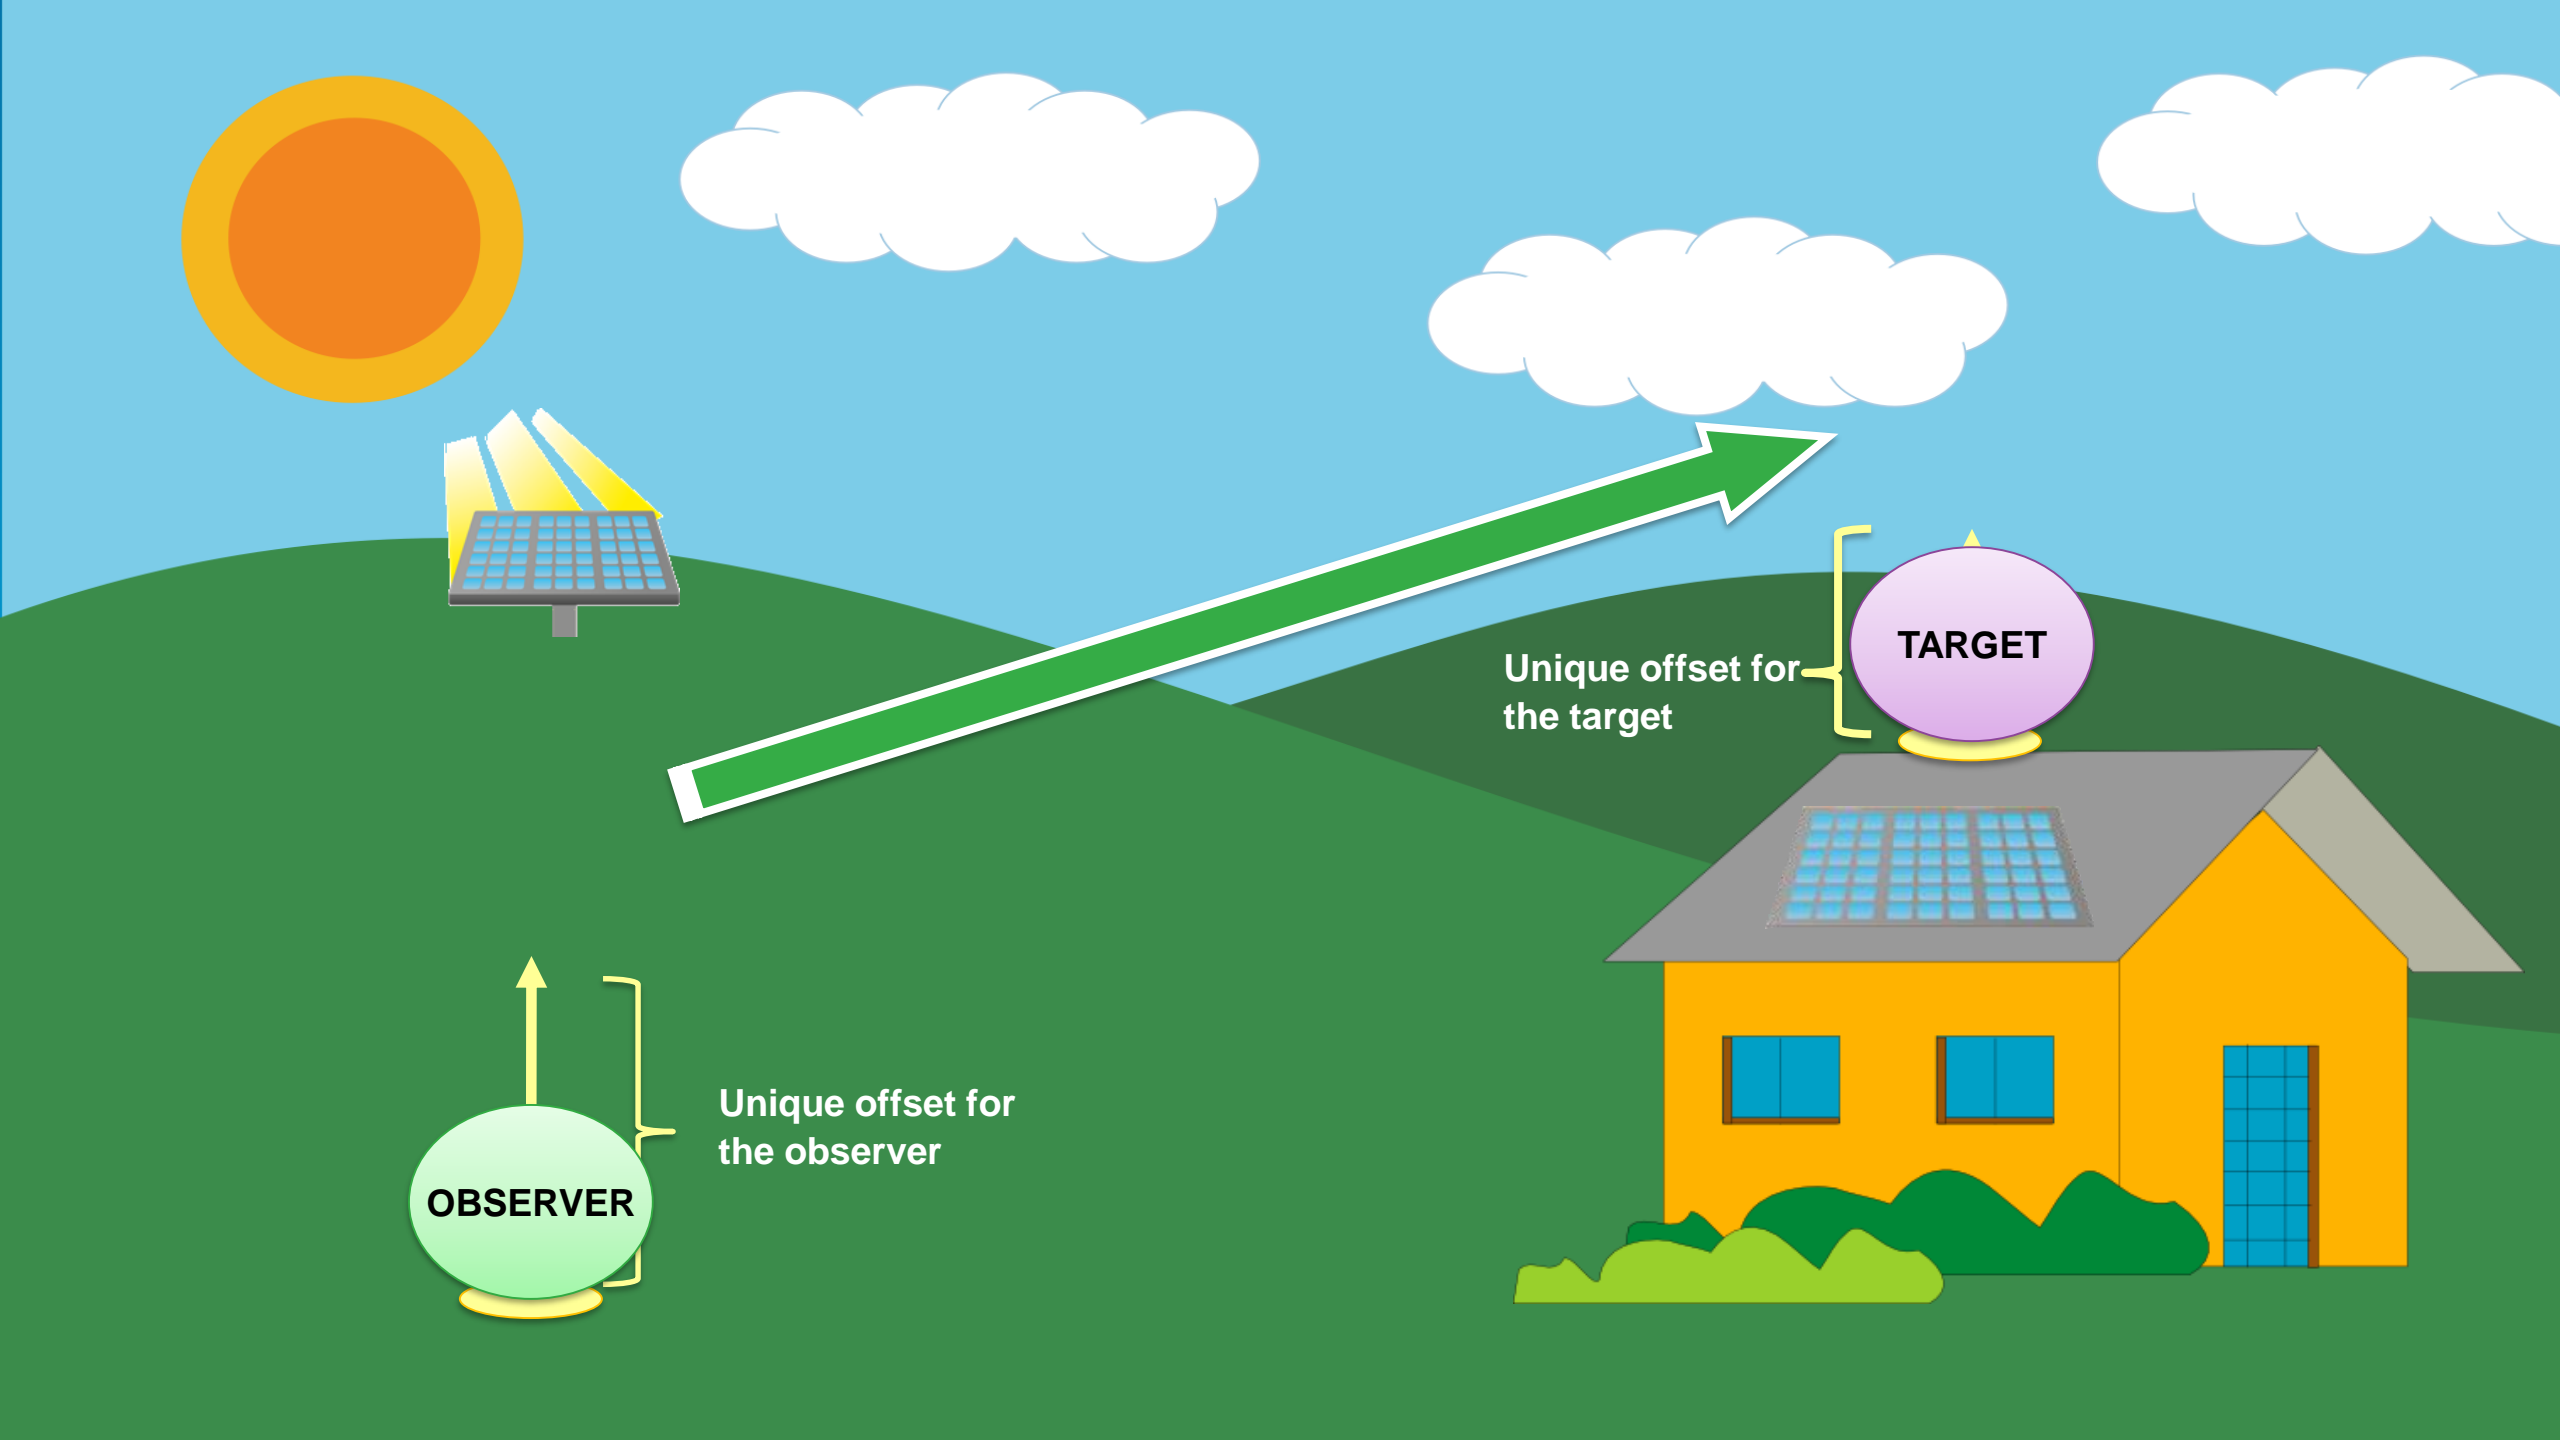 Unique offset for
the target
TARGET
Unique offset for
the observer
OBSERVER